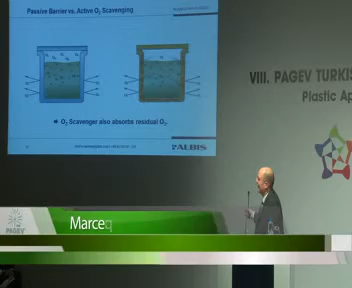 Passive Barrier vs. Active O2 Scavenging
VIII. PAGEV TURKIS
Plastic Ap
O2 Scavenger also absorbs residual O2.
ALBIS
PAGEV
Marceq